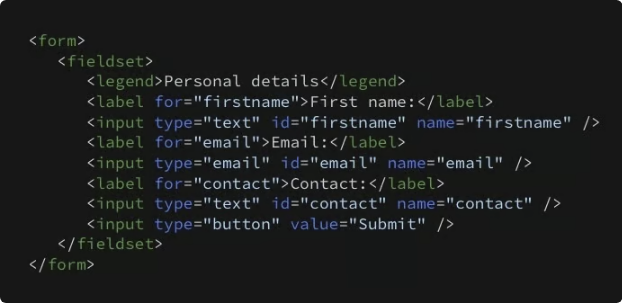 <form>
<fieldset>
<legend>Personal details</legend>
<label for="firstname">First name:</label>
<input type="text" id="firstname" name="firstname" />
<label for="email">Email:</label>
<input type="email" id="email" name="email" />
<label for="contact">Contact:</label>
<input type="text" id="contact" name="contact" />
<input type="button" value="Submit" />
</fieldset>
</form>